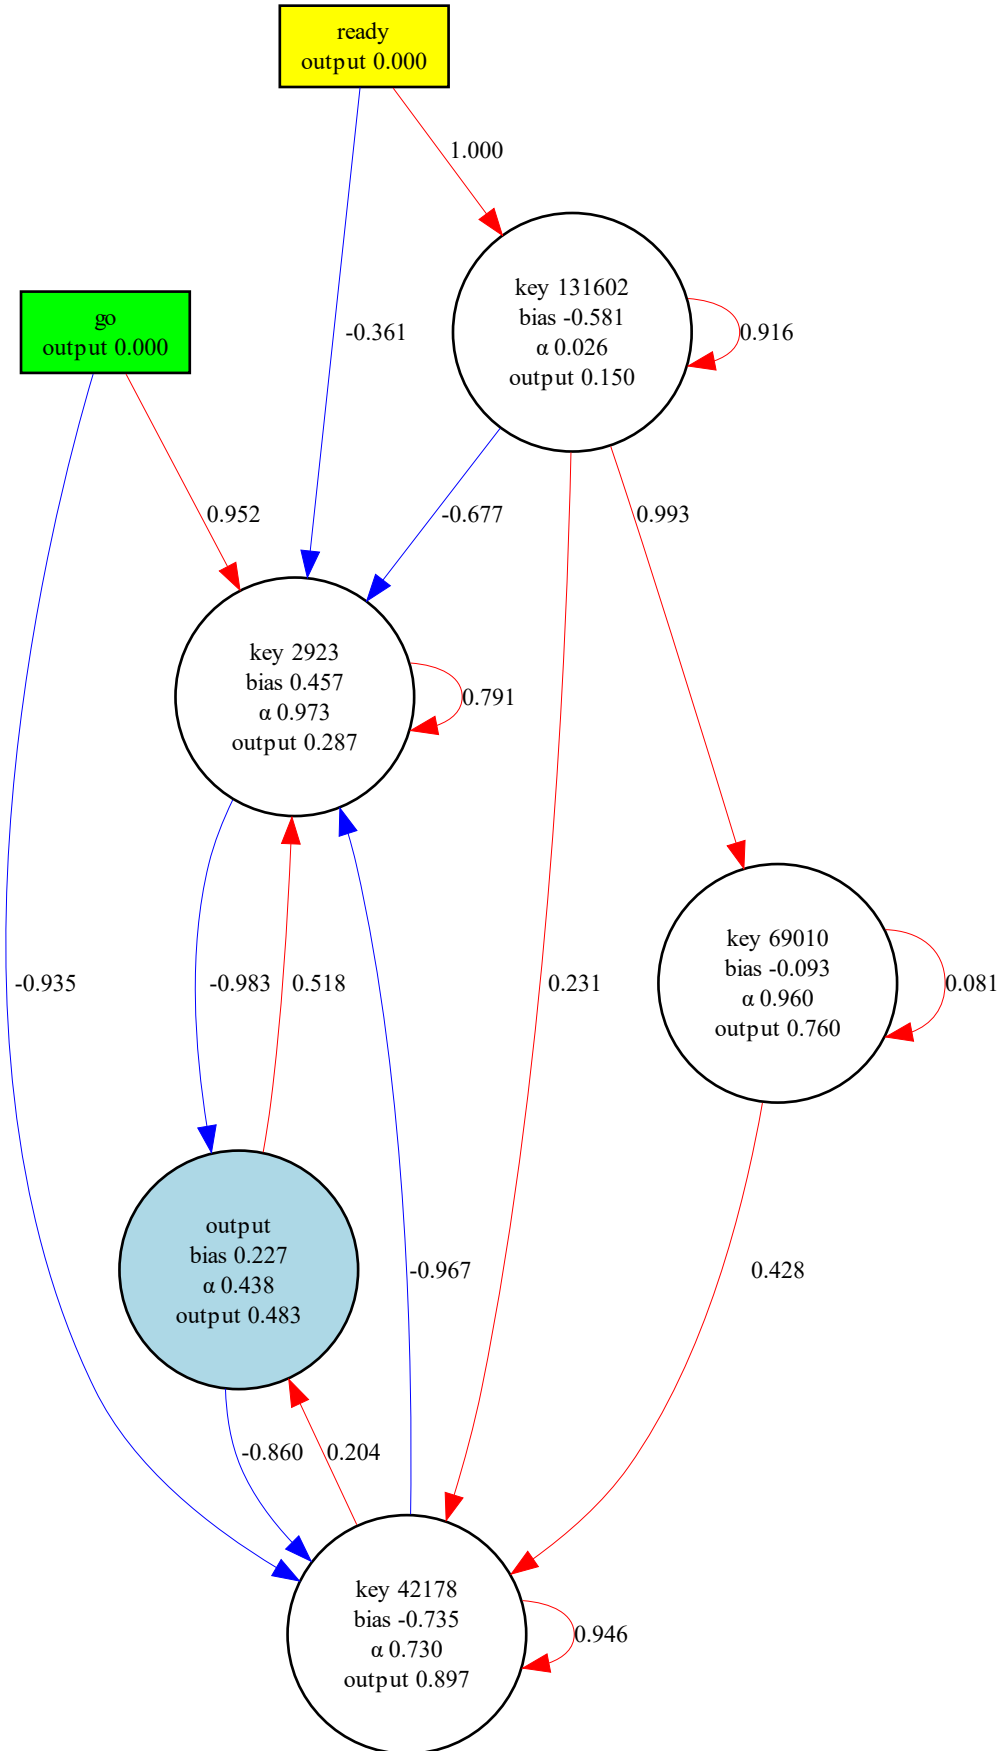 ready
output 0.000
1.000
key 131602
bias -0.581
α 0.026
output 0.150
0.916
go
output 0.000
-0.361
0.952
-0.677
0.993
key 2923
bias 0.457
α 0.973
output 0.287
0.791
key 69010
bias -0.093
α 0.960
output 0.760
0.081
-0.935
-0.983
0.518
0.231
output
bias 0.227
α 0.438
output 0.483
-0.967
0.428
-0.860
0.204
key 42178
bias -0.735
α 0.730
output 0.897
0.946